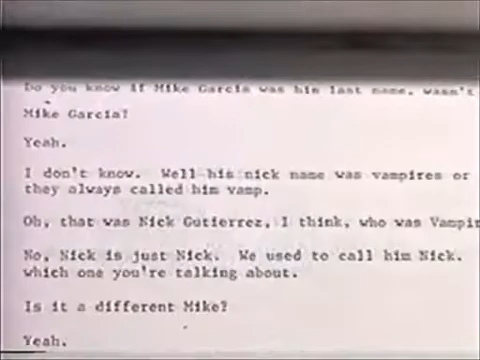 Do you know if Mike Garcia was him last name, wasn't
Mike Garcia?
Yeah.
I don't know. Well his nick name was vampires or
they always called him vamp.
Oh, that was Nick Gutierrez, I think, who was Vampir
No, Nick is just Nick. We used to call him Nick.
which one you're talking about.
Is it a different Mike?
Yeah.